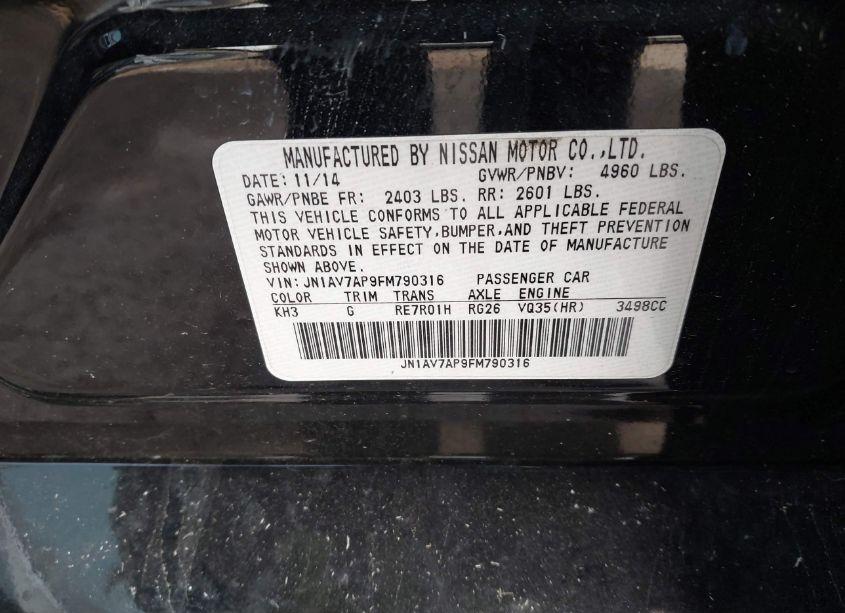 MANUFACTURED BY NISSAN MOTOR CO.,LTD.
DATE: 11/14 GVWR/PNBV: 4960 LBS.
GAWR/PNBE FR: 2403 LBS. RR: 2601 LBS.
THIS VEHICLE CONFORMS TO ALL APPLICABLE FEDERAL
MOTOR VEHICLE SAFETY,BUMPER,AND THEFT PREVENTION
STANDARDS IN EFFECT ON THE DATE OF MANUFACTURE
SHOWN ABOVE.
VIN: JN1AV7AP9FM790316 PASSENGER CAR
COLOR TRIM TRANS AXLE ENGINE
KH3 G RE7R01H RG26 VQ35(HR) 3498CC
JN1AV7AP9FM790316